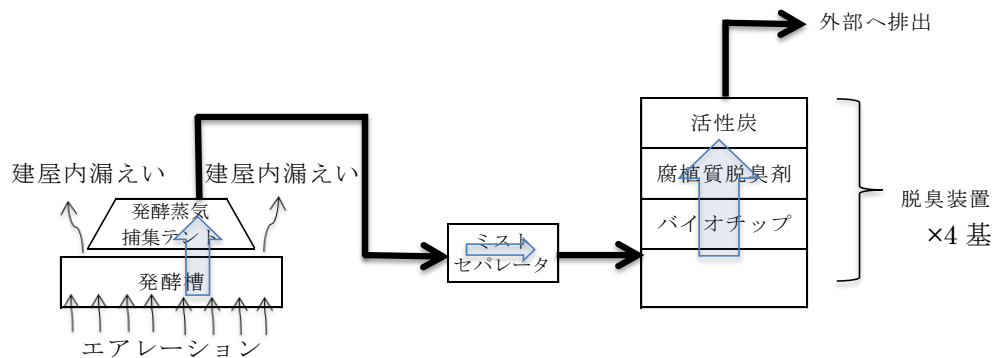 外部へ排出
活性炭
建屋内漏えい
建屋内漏えい
腐植質脱臭剤
発酵蒸気
捕集テント
バイオチップ
脱臭装置
×4 基
ミスト
セパレータ
発酵槽
エアレーション